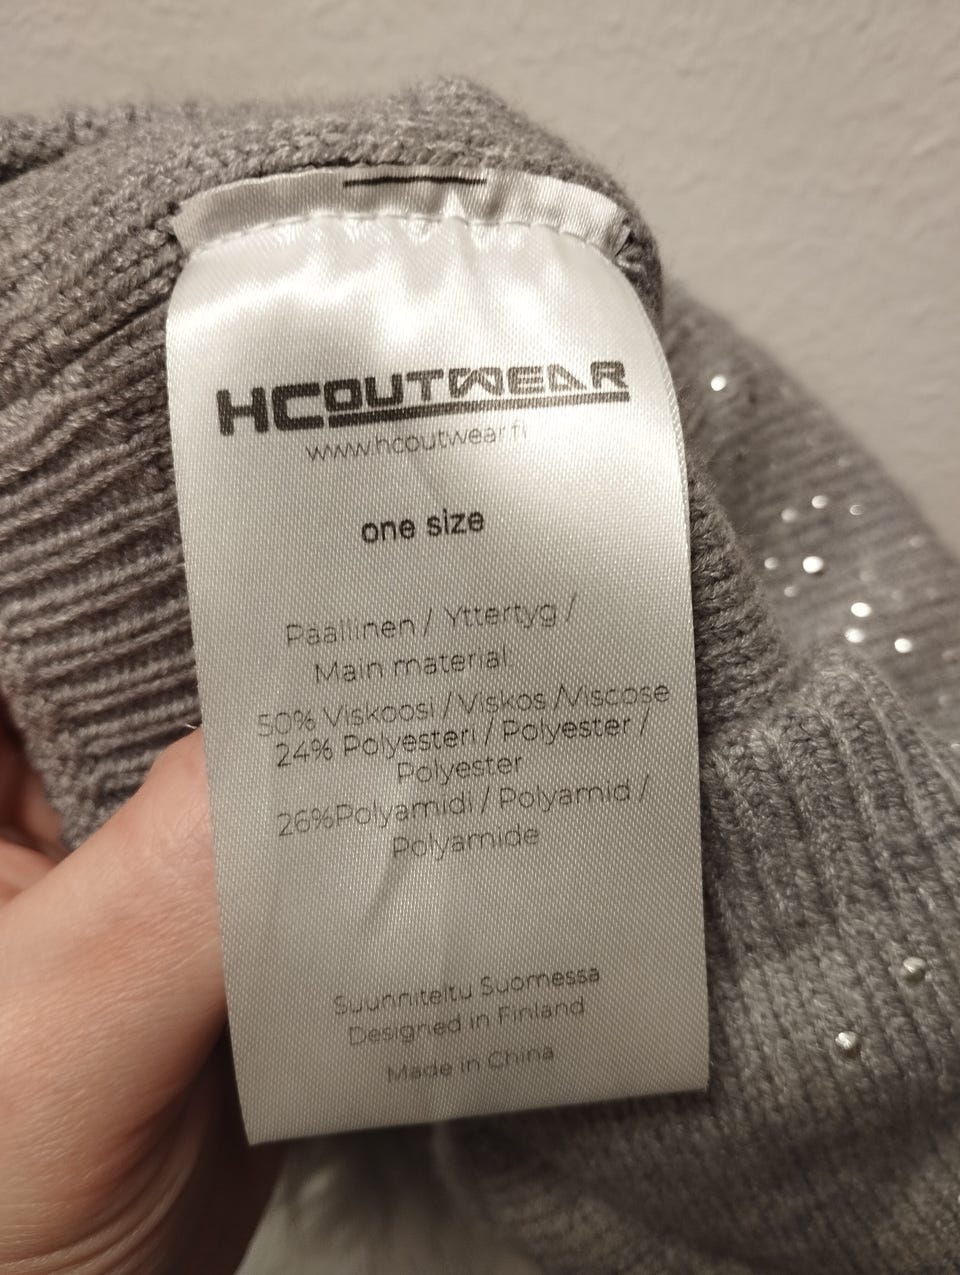 HCOUTWEAR
www.hcoutwear.fi
one size
Päällinen / Yttertyg /
Main material:
50% Viskoosi / Viskos /Viscose
24% Polyesteri / Polyester /
Polyester
26%Polyamidi / Polyamid /
Polyamide
Suunniteltu Suomessa
Designed in Finland
Made in China